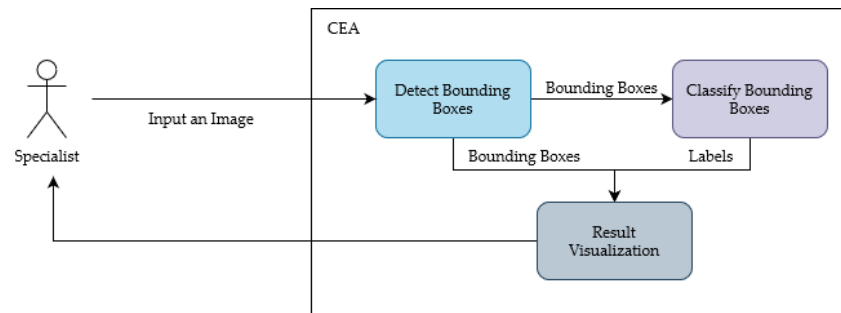 CEA
Detect Bounding
Boxes
Bounding Boxes
Classify Bounding
Boxes
Input an Image
Specialist
Bounding Boxes
Labels
Result
Visualization